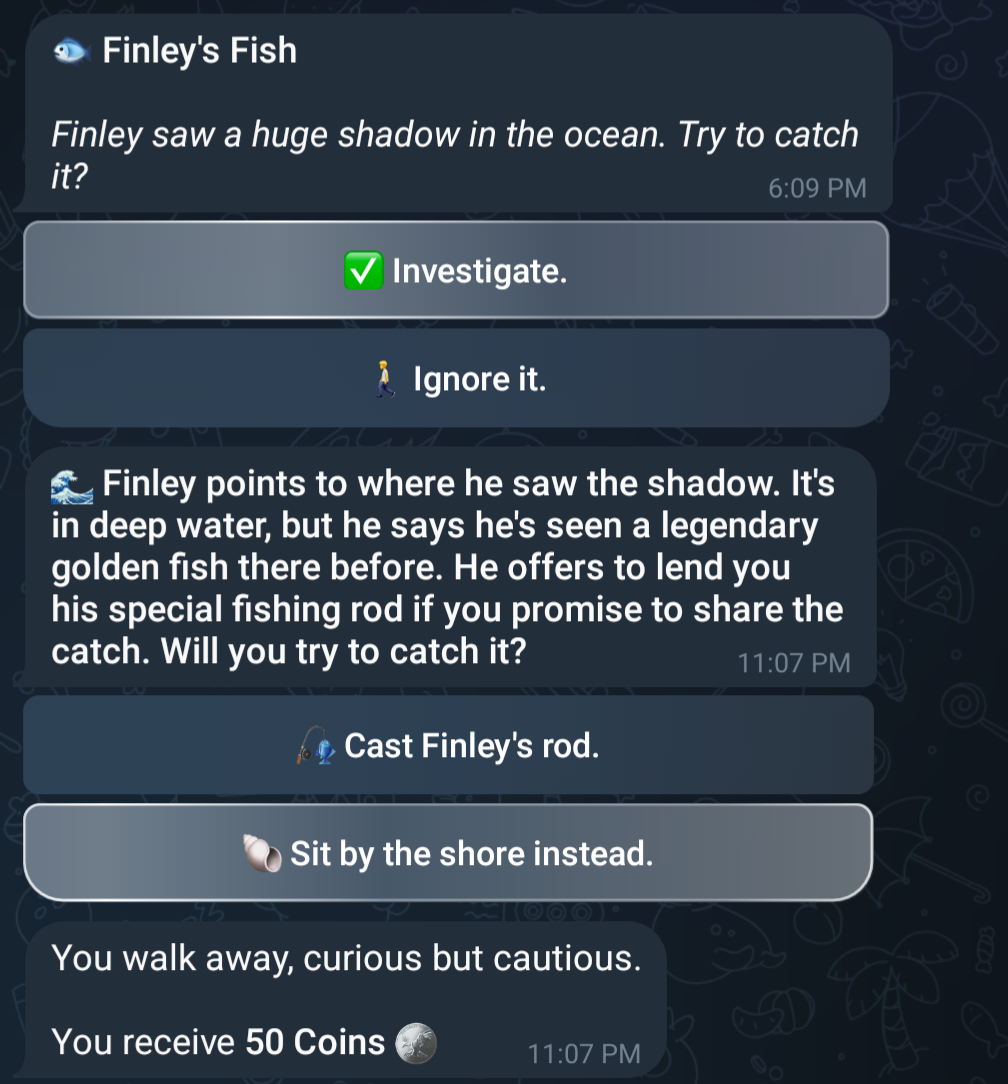 🐟 Finley's Fish
Finley saw a huge shadow in the ocean. Try to catch
it?
6:09 PM
✅ Investigate.
🚶 Ignore it.
🌊 Finley points to where he saw the shadow. It's
in deep water, but he says he's seen a legendary
golden fish there before. He offers to lend you
his special fishing rod if you promise to share the
catch. Will you try to catch it?
11:07 PM
🎣 Cast Finley's rod.
🐚 Sit by the shore instead.
You walk away, curious but cautious.
You receive 50 Coins 🪙
11:07 PM